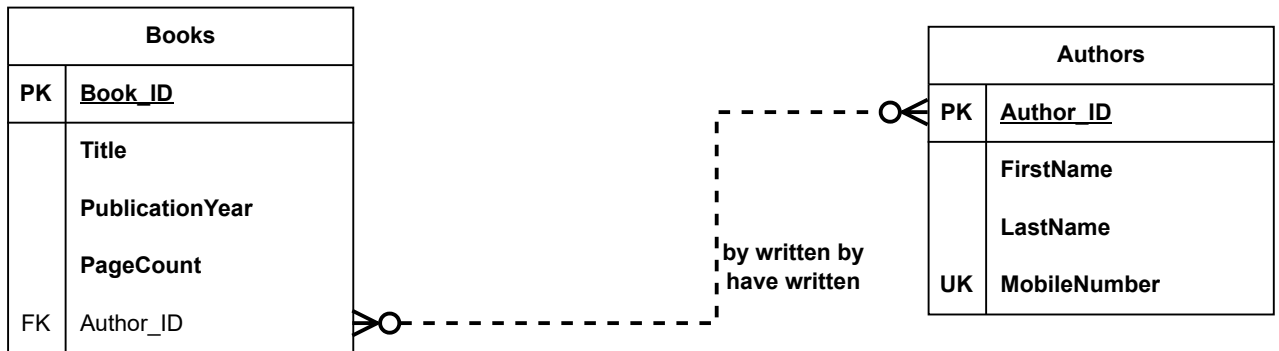 Books
PK Book_ID
Title
PublicationYear
PageCount
FK Author_ID
by written by
have written
Authors
PK Author_ID
FirstName
LastName
UK MobileNumber